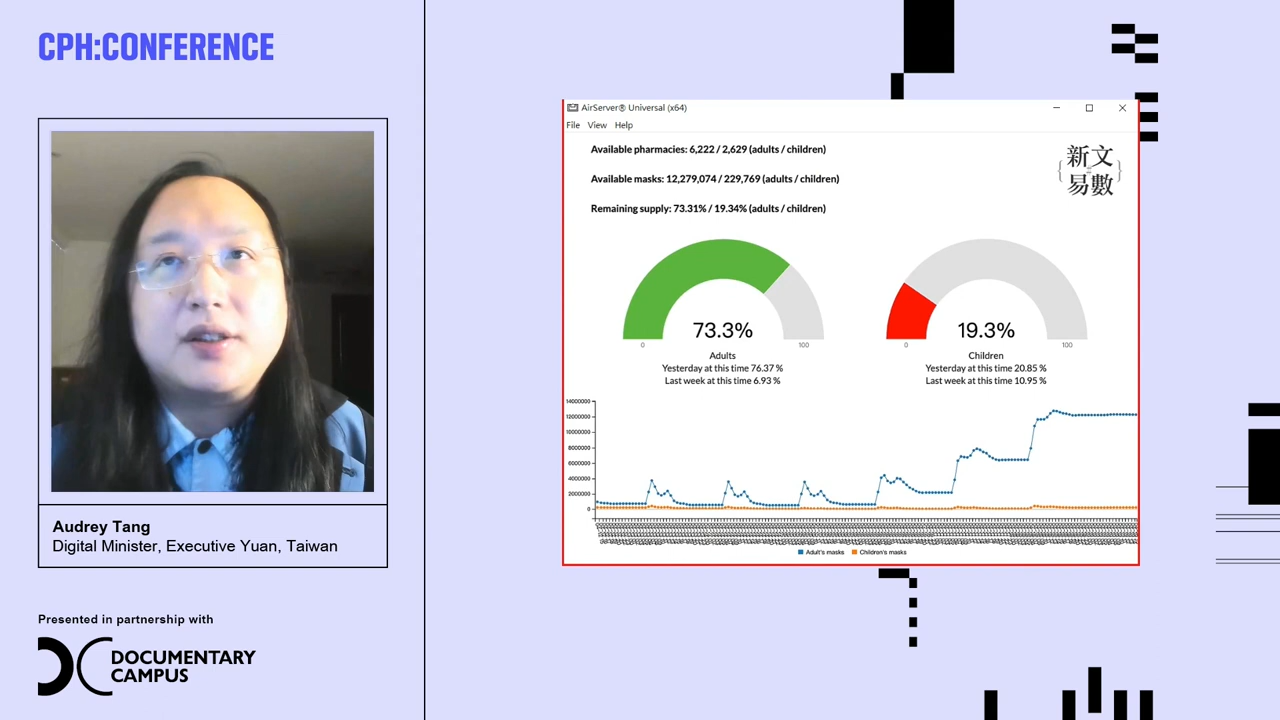 CPH:CONFERENCE
Audrey Tang
Digital Minister, Executive Yuan, Taiwan
Presented in partnership with
DOCUMENTARY
CAMPUS
AirServer® Universal (x64)
File View Help
Available pharmacies: 6,222 / 2,629 (adults / children)
Available masks: 12,279,074 / 229,769 (adults / children)
Remaining supply: 73.31% / 19.34% (adults / children)
新文
易數
73.3%
0 100
Adults
Yesterday at this time 76.37 %
Last week at this time 6.93 %
19.3%
0 100
Children
Yesterday at this time 20.85 %
Last week at this time 10.95 %
14000000
12000000
10000000
8000000
6000000
4000000
2000000
0
Adult's masks Children's masks